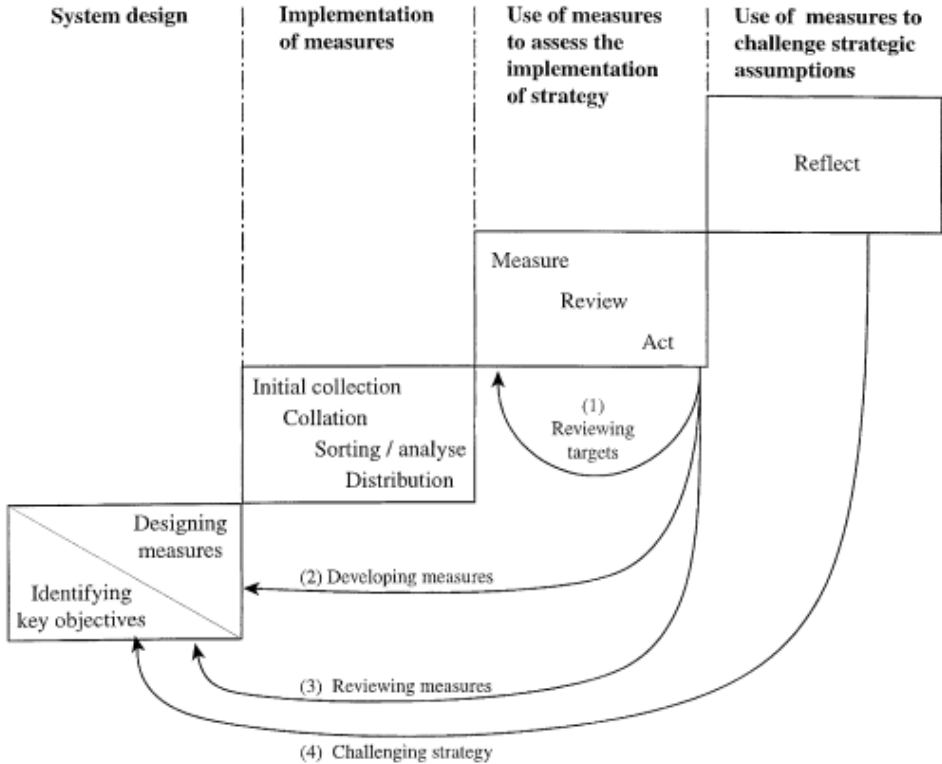 System design
Implementation
of measures
Use of measures
to assess the
implementation
of strategy
Use of measures to
challenge strategic
assumptions
Reflect
Measure
Review
Act
Initial collection
Collation
Sorting / analyse
Distribution
(1)
Reviewing
targets
Designing
measures
Identifying
key objectives
(2) Developing measures
(3) Reviewing measures
(4) Challenging strategy